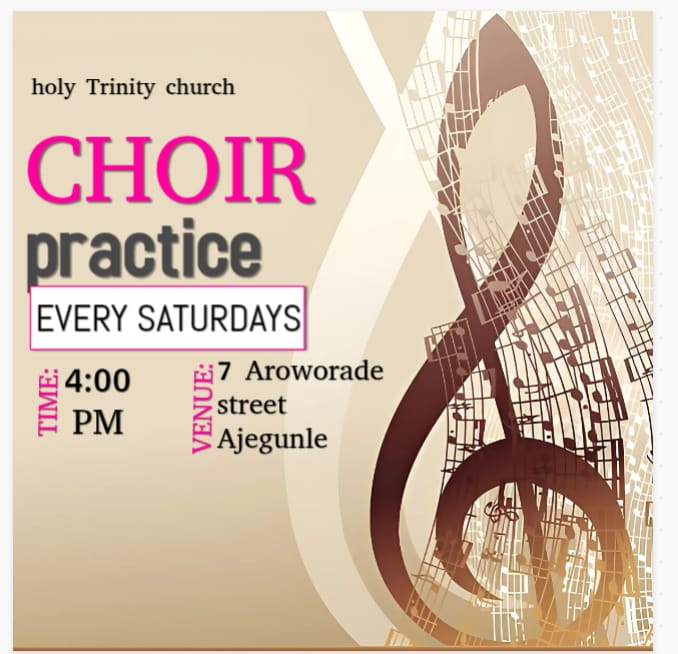 holy Trinity church
CHOIR
practice
EVERY SATURDAYS
TIME:
4:00
PM
VENUE:
7 Aroworade
street
Ajegunle